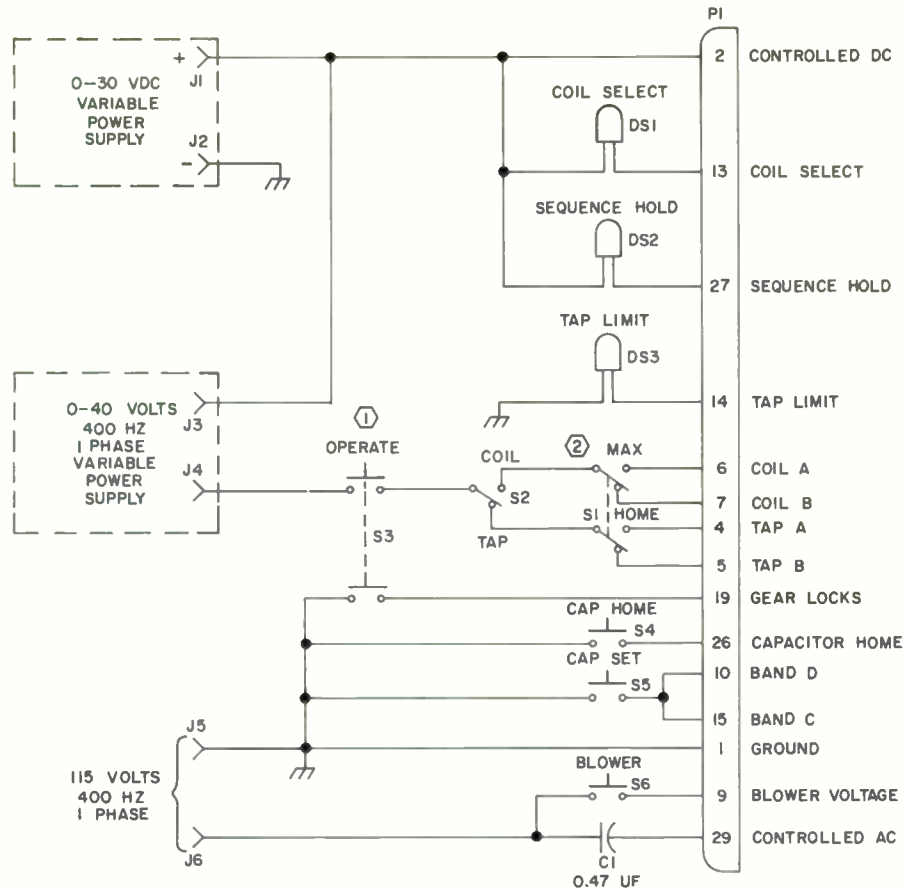 P1
+
J1
2 CONTROLLED DC
0-30 VDC
VARIABLE
POWER
SUPPLY
COIL SELECT
DS1
J2
-
13 COIL SELECT
SEQUENCE HOLD
DS2
27 SEQUENCE HOLD
TAP LIMIT
DS3
0-40 VOLTS
400 HZ
1 PHASE
VARIABLE
POWER
SUPPLY
J3
14 TAP LIMIT
1
OPERATE
J4
COIL
S2
TAP
2
MAX
6 COIL A
7 COIL B
S1 HOME
4 TAP A
5 TAP B
S3
19 GEAR LOCKS
CAP HOME
S4
26 CAPACITOR HOME
CAP SET
S5
10 BAND D
15 BAND C
J5
1 GROUND
115 VOLTS
400 HZ
1 PHASE
BLOWER
S6
9 BLOWER VOLTAGE
J6
29 CONTROLLED AC
C1
0.47 UF